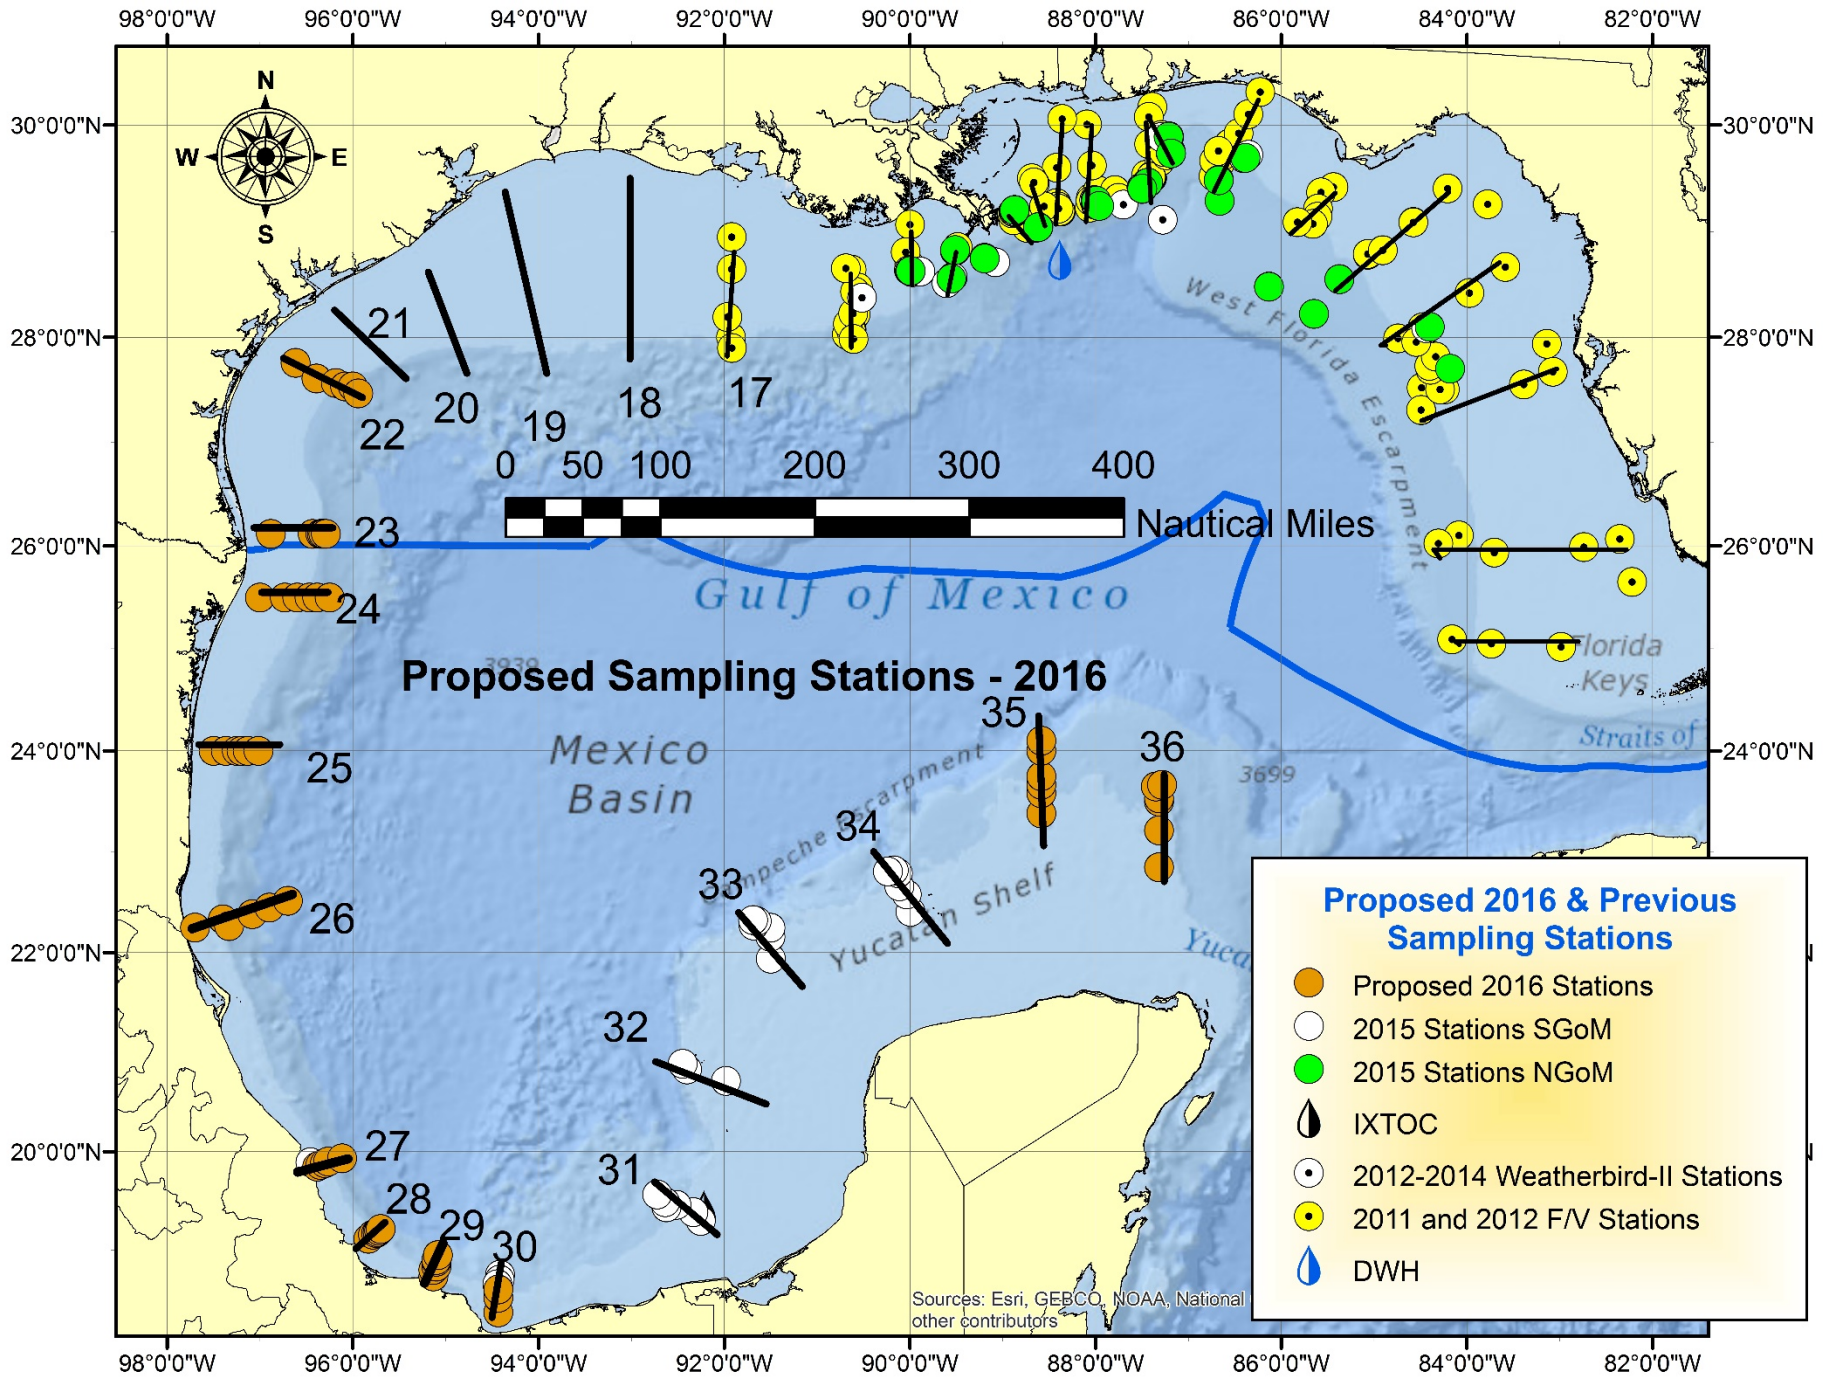 98°0'0"W 96°0'0"W 94°0'0"W 92°0'0"W 90°0'0"W 88°0'0"W 86°0'0"W 84°0'0"W 82°0'0"W
N
W E
S
30°0'0"N 30°0'0"N
28°0'0"N 28°0'0"N
26°0'0"N 26°0'0"N
24°0'0"N 24°0'0"N
22°0'0"N
20°0'0"N
West Florida Escarpment
21
20
19
18
17
22
0 50 100 200 300 400
Nautical Miles
23
24
Gulf of Mexico
3939
Proposed Sampling Stations - 2016
Florida
Keys
Straits of
35
36
25
Mexico
Basin
3699
Escarpment
34
33
Yucatan Shelf
26
32
27
31
28
29
30
Proposed 2016 & Previous
Sampling Stations
Proposed 2016 Stations
2015 Stations SGoM
2015 Stations NGoM
IXTOC
2012-2014 Weatherbird-II Stations
2011 and 2012 F/V Stations
DWH
Sources: Esri, GEBCO, NOAA, National
other contributors
98°0'0"W 96°0'0"W 94°0'0"W 92°0'0"W 90°0'0"W 88°0'0"W 86°0'0"W 84°0'0"W 82°0'0"W